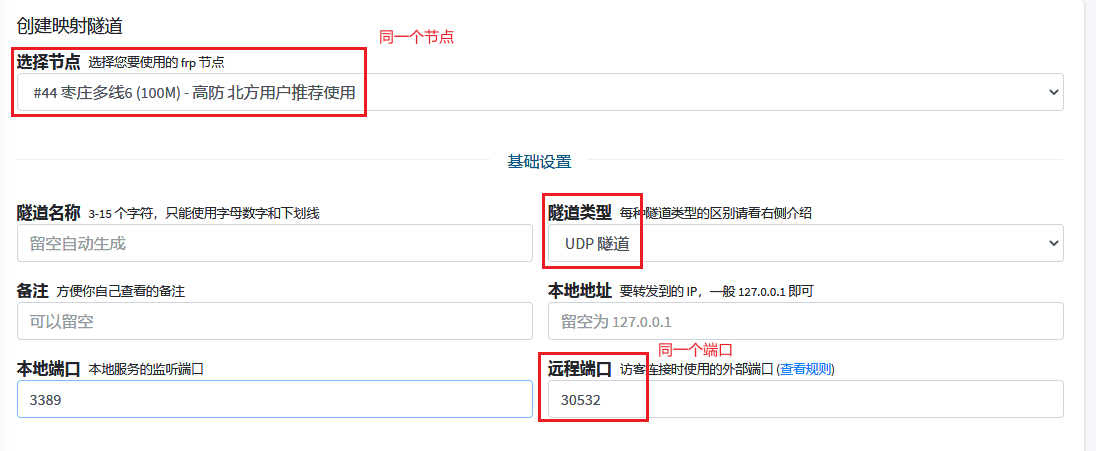 创建映射隧道
同一个节点
选择节点 选择您要使用的 frp 节点
#44 枣庄多线6 (100M) - 高防 北方用户推荐使用
基础设置
隧道名称 3-15 个字符，只能使用字母数字和下划线
隧道类型 每种隧道类型的区别请看右侧介绍
留空自动生成
UDP 隧道
备注 方便你自己查看的备注
本地地址 要转发到的 IP，一般 127.0.0.1 即可
可以留空
留空为 127.0.0.1
同一个端口
本地端口 本地服务的监听端口
远程端口 访客连接时使用的外部端口 (查看规则)
3389
30532